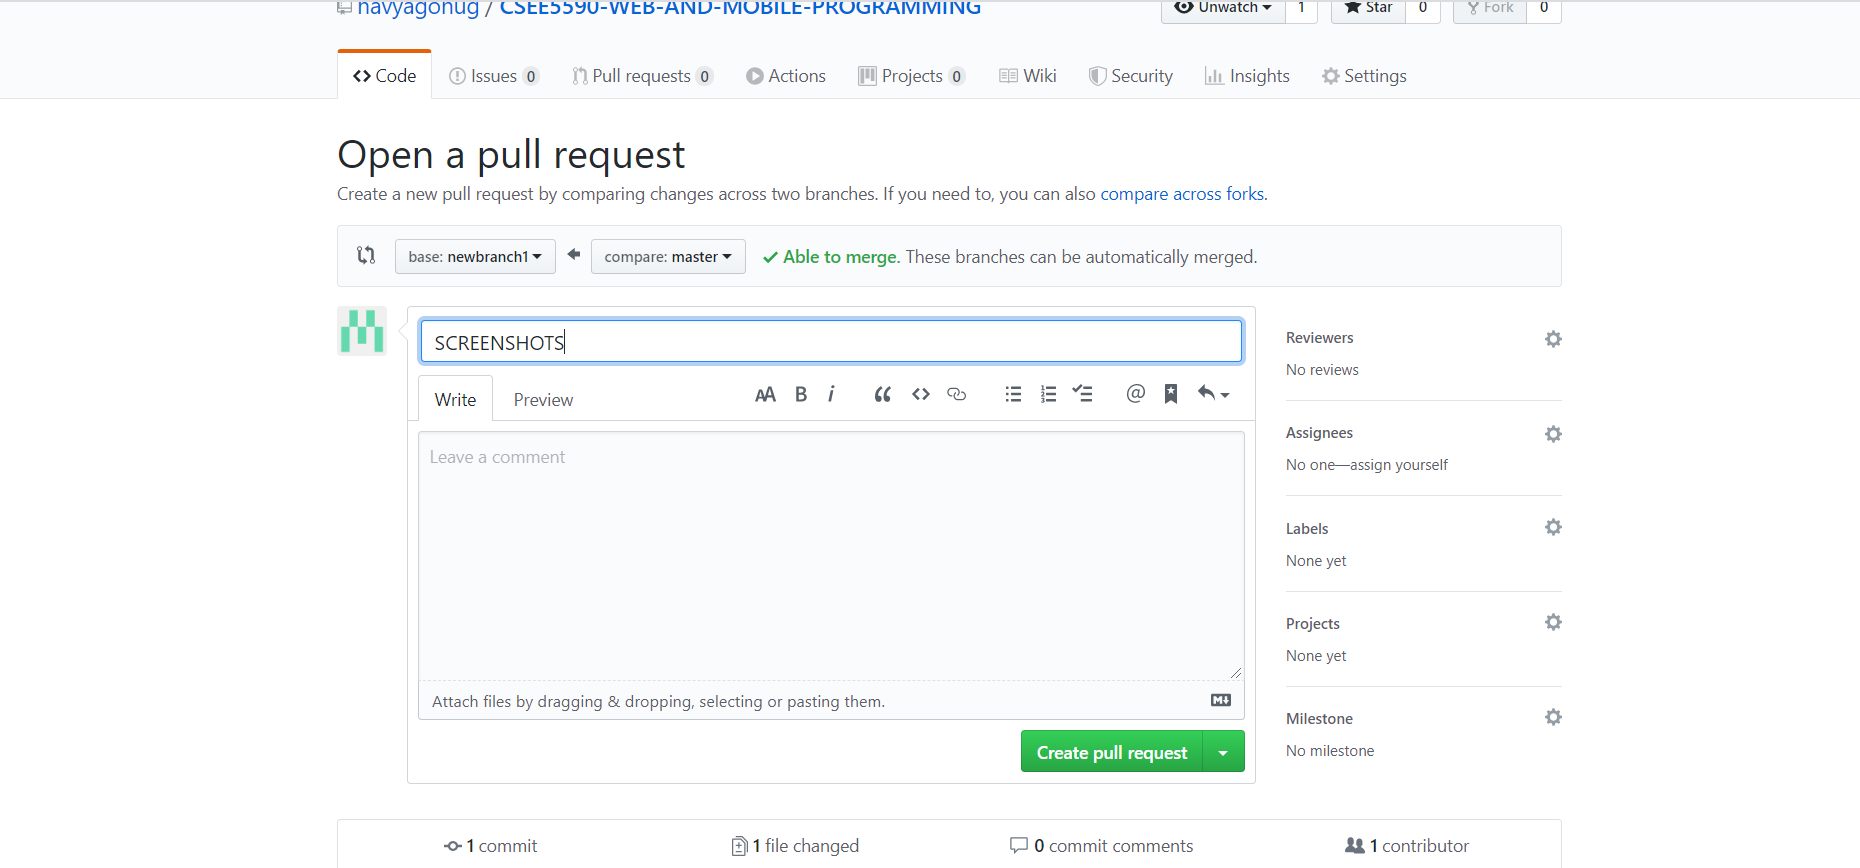 navyagonug / CSEE5590-WEB-AND-MOBILE-PROGRAMMING
Unwatch 1 Star 0 Fork 0
Code Issues 0 Pull requests 0 Actions Projects 0 Wiki Security Insights Settings
Open a pull request
Create a new pull request by comparing changes across two branches. If you need to, you can also compare across forks.
base: newbranch1 compare: master Able to merge. These branches can be automatically merged.
SCREENSHOTS
Write Preview
AA B i @
Leave a comment
Attach files by dragging & dropping, selecting or pasting them.
Create pull request
Reviewers
No reviews
Assignees
No one—assign yourself
Labels
None yet
Projects
None yet
Milestone
No milestone
1 commit 1 file changed 0 commit comments 1 contributor